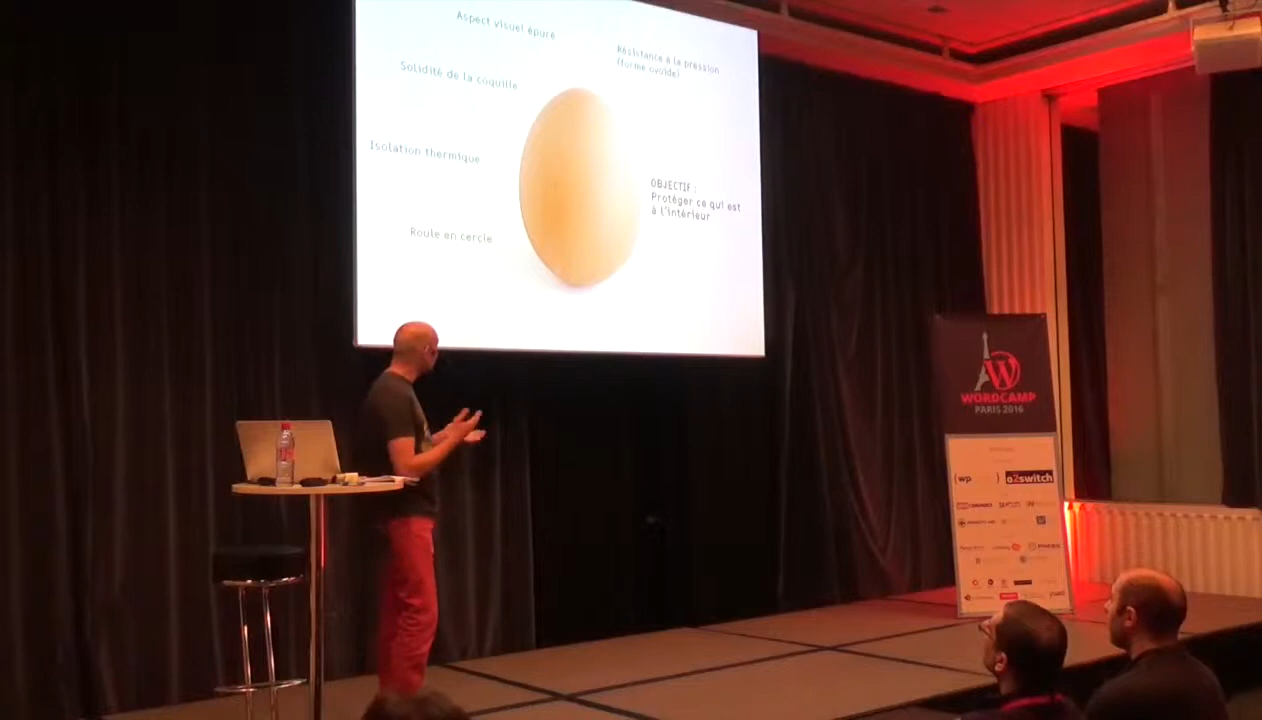 Aspect visuel épuré
Résistance à la pression
(forme ovoïde)
Solidité de la coquille
Isolation thermique
OBJECTIF :
Protéger ce qui est
à l'intérieur
Roule en cercle
W
WORDCAMP
PARIS 2016
(wp )
o2switch